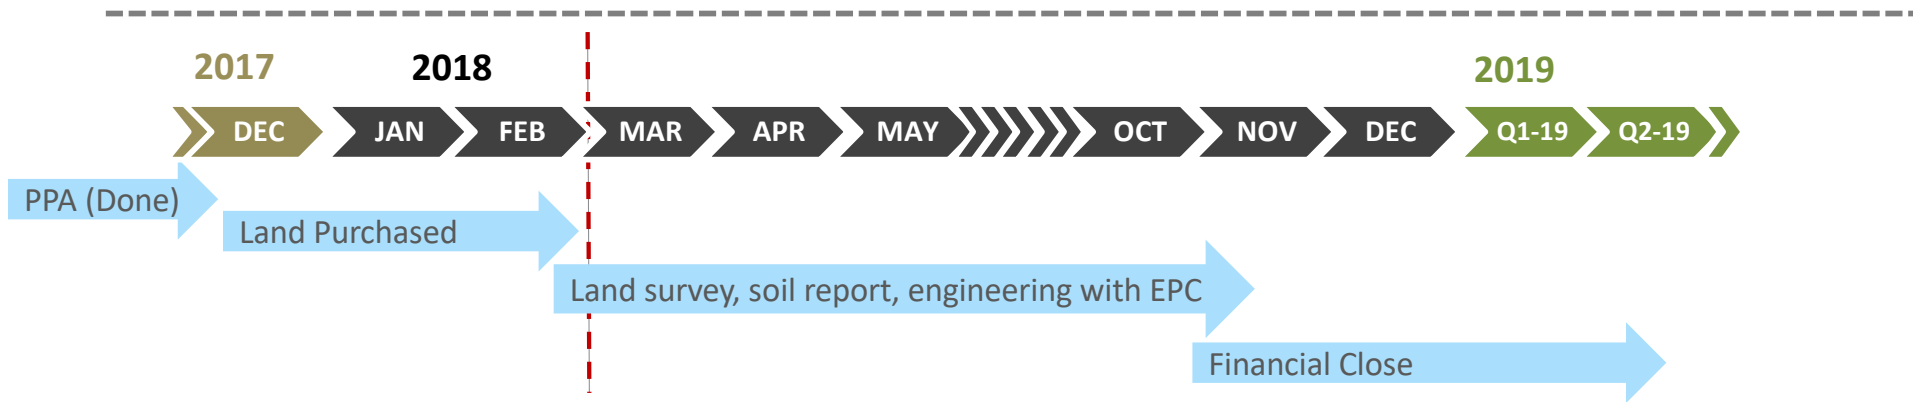 2017 2018 2019
DEC JAN FEB MAR APR MAY OCT NOV DEC Q1-19 Q2-19
PPA (Done)
Land Purchased
Land survey, soil report, engineering with EPC
Financial Close